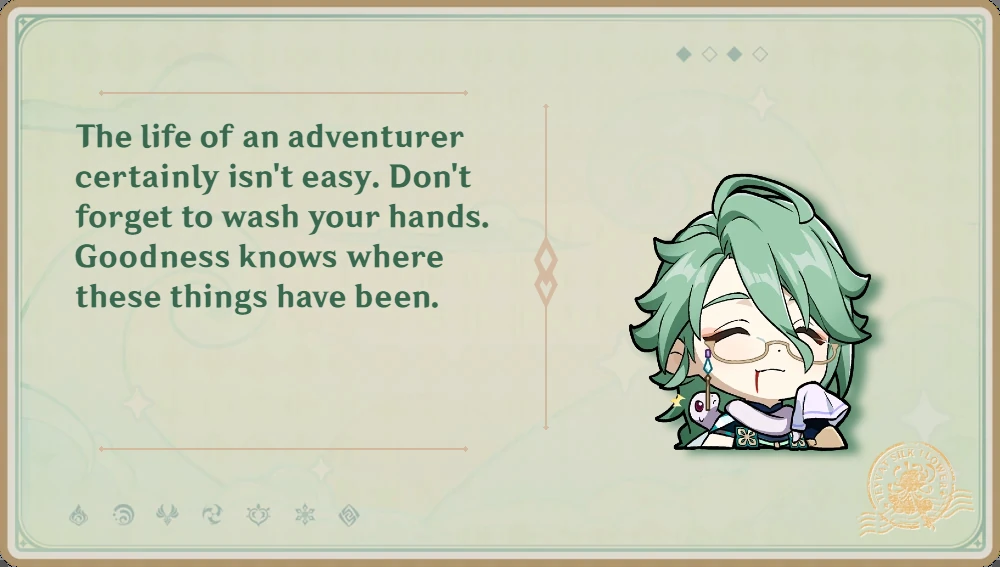 The life of an adventurer
certainly isn't easy. Don't
forget to wash your hands.
Goodness knows where
these things have been.